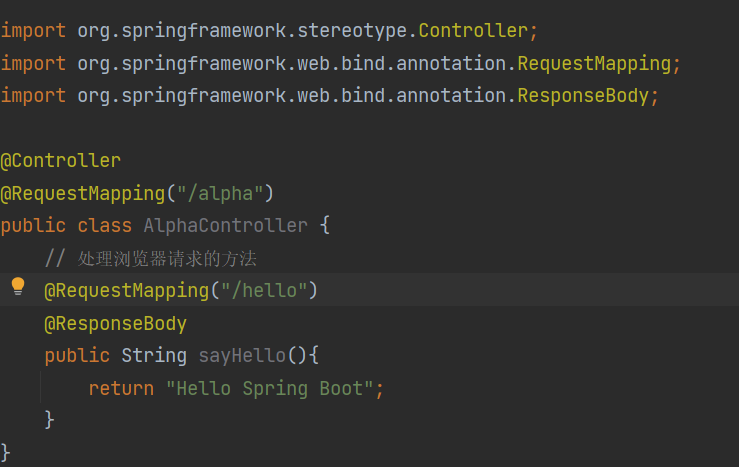 import org.springframework.stereotype.Controller;
import org.springframework.web.bind.annotation.RequestMapping;
import org.springframework.web.bind.annotation.ResponseBody;
@Controller
@RequestMapping("/alpha")
public class AlphaController {
// 处理浏览器请求的方法
@RequestMapping("/hello")
@ResponseBody
public String sayHello(){
return "Hello Spring Boot";
}
}